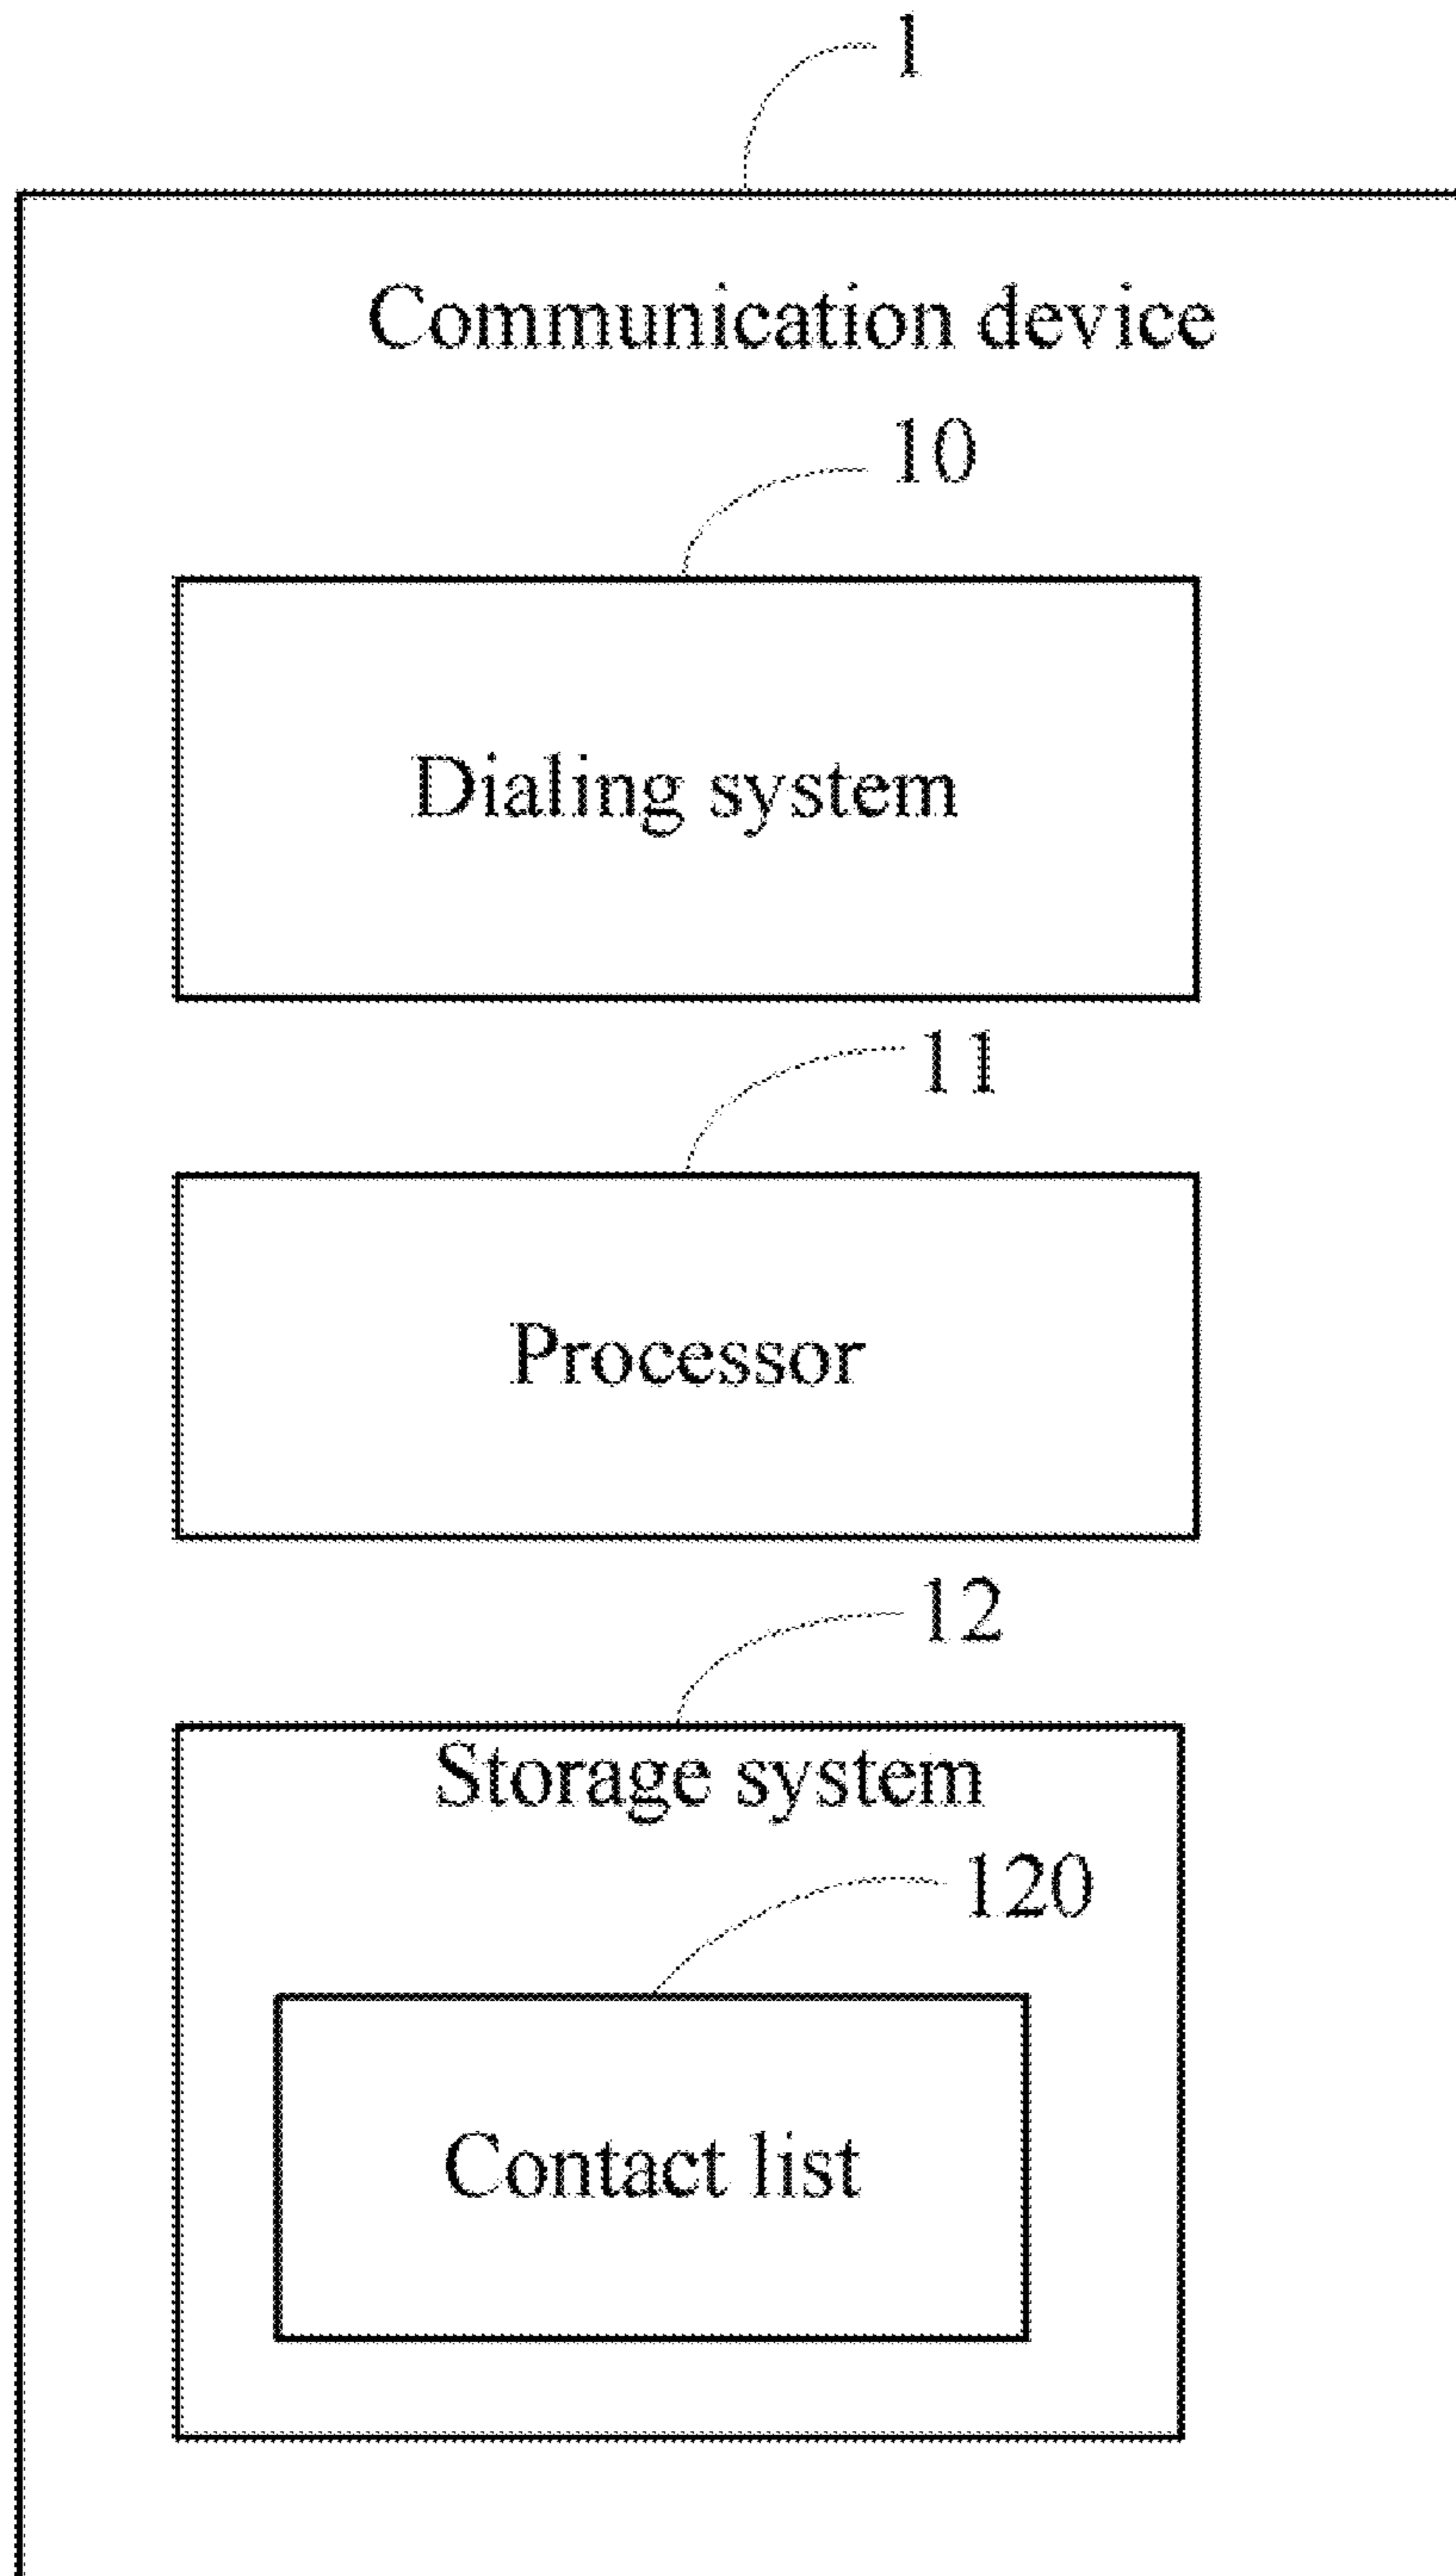 1
Communication device
10
Dialing system
11
Processor
12
Storage system
120
Contact list